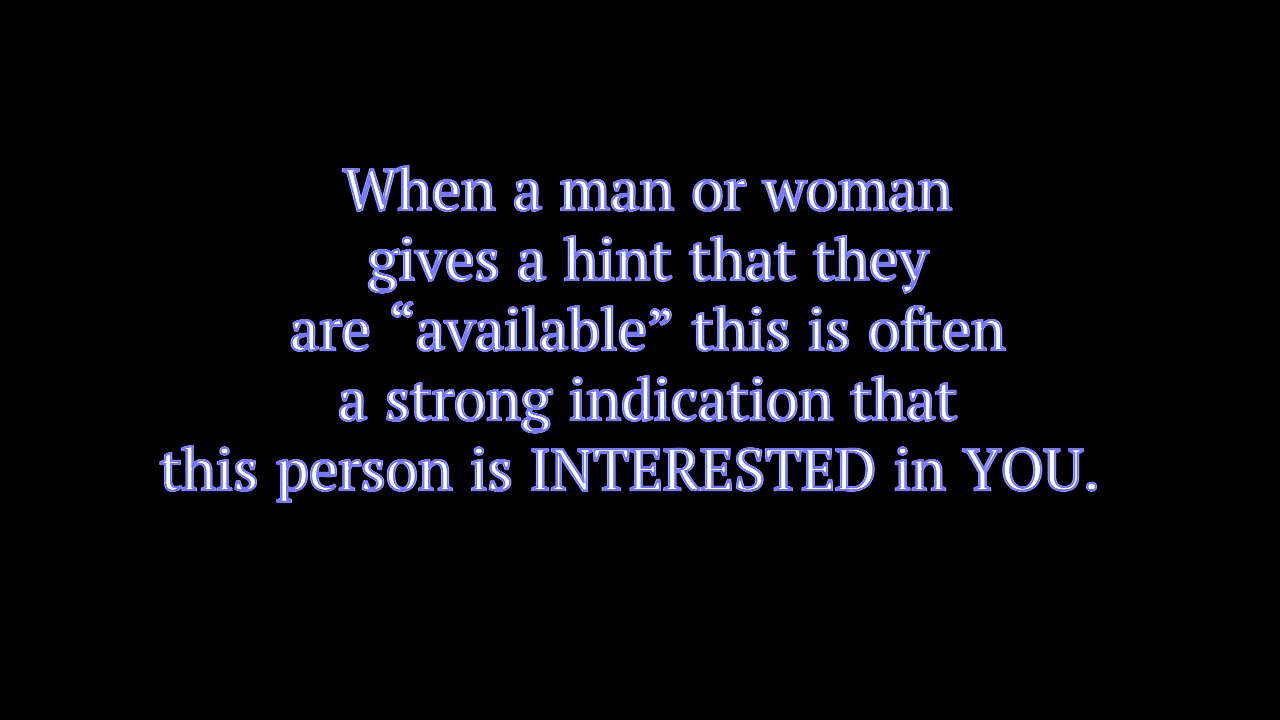 When a man or woman
gives a hint that they
are “available” this is often
a strong indication that
this person is INTERESTED in YOU.